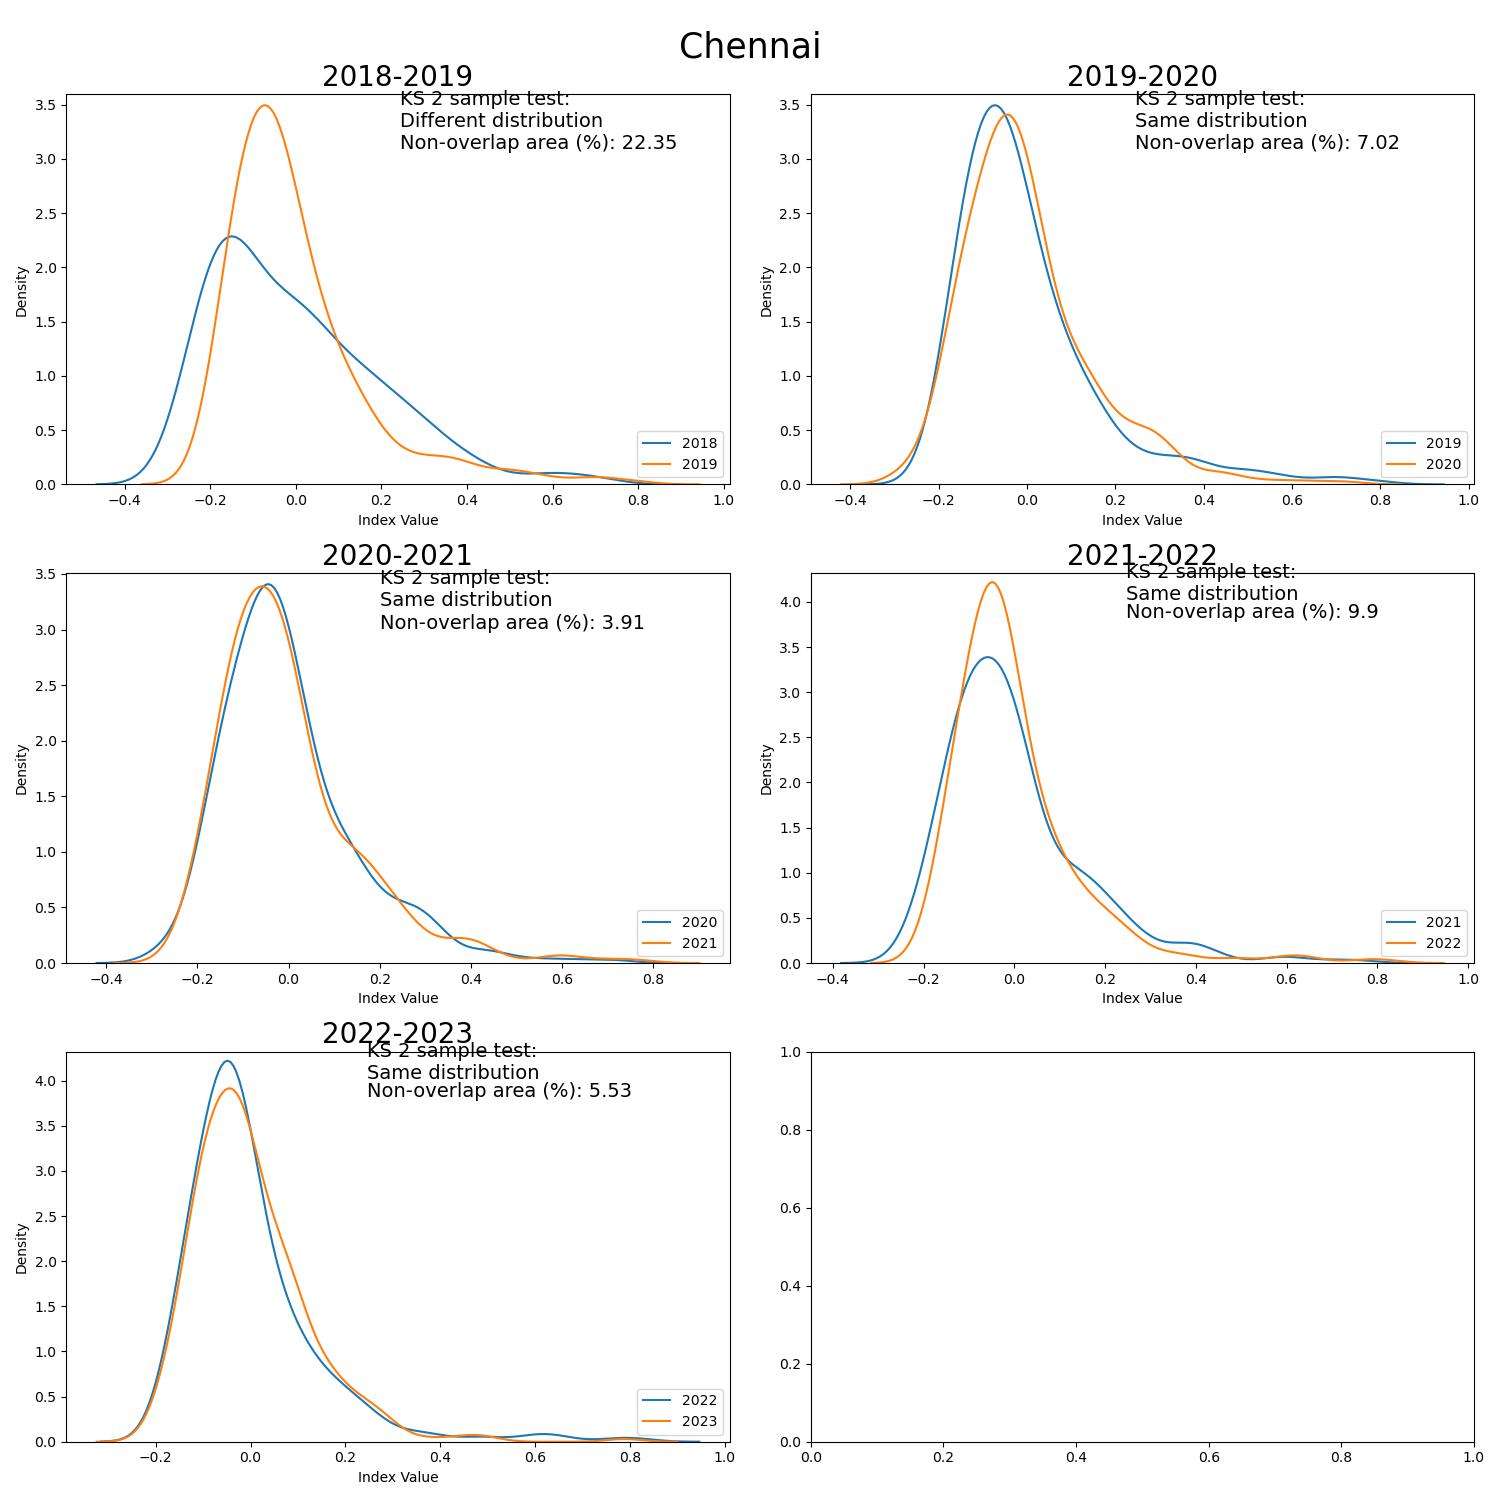 Chennai
2018-2019
KS 2 sample test:
Different distribution
Non-overlap area (%): 22.35
3.5
3.0
2.5
2.0
1.5
1.0
0.5
0.0
Density
−0.4 −0.2 0.0 0.2 0.4 0.6 0.8 1.0
Index Value
2018
2019
2019-2020
KS 2 sample test:
Same distribution
Non-overlap area (%): 7.02
3.5
3.0
2.5
2.0
1.5
1.0
0.5
0.0
Density
−0.4 −0.2 0.0 0.2 0.4 0.6 0.8 1.0
Index Value
2019
2020
2020-2021
KS 2 sample test:
Same distribution
Non-overlap area (%): 3.91
3.5
3.0
2.5
2.0
1.5
1.0
0.5
0.0
Density
−0.4 −0.2 0.0 0.2 0.4 0.6 0.8
Index Value
2020
2021
2021-2022
KS 2 sample test:
Same distribution
Non-overlap area (%): 9.9
4.0
3.5
3.0
2.5
2.0
1.5
1.0
0.5
0.0
Density
−0.4 −0.2 0.0 0.2 0.4 0.6 0.8 1.0
Index Value
2021
2022
2022-2023
KS 2 sample test:
Same distribution
Non-overlap area (%): 5.53
4.0
3.5
3.0
2.5
2.0
1.5
1.0
0.5
0.0
Density
−0.2 0.0 0.2 0.4 0.6 0.8 1.0
Index Value
2022
2023
1.0
0.8
0.6
0.4
0.2
0.0
0.0 0.2 0.4 0.6 0.8 1.0